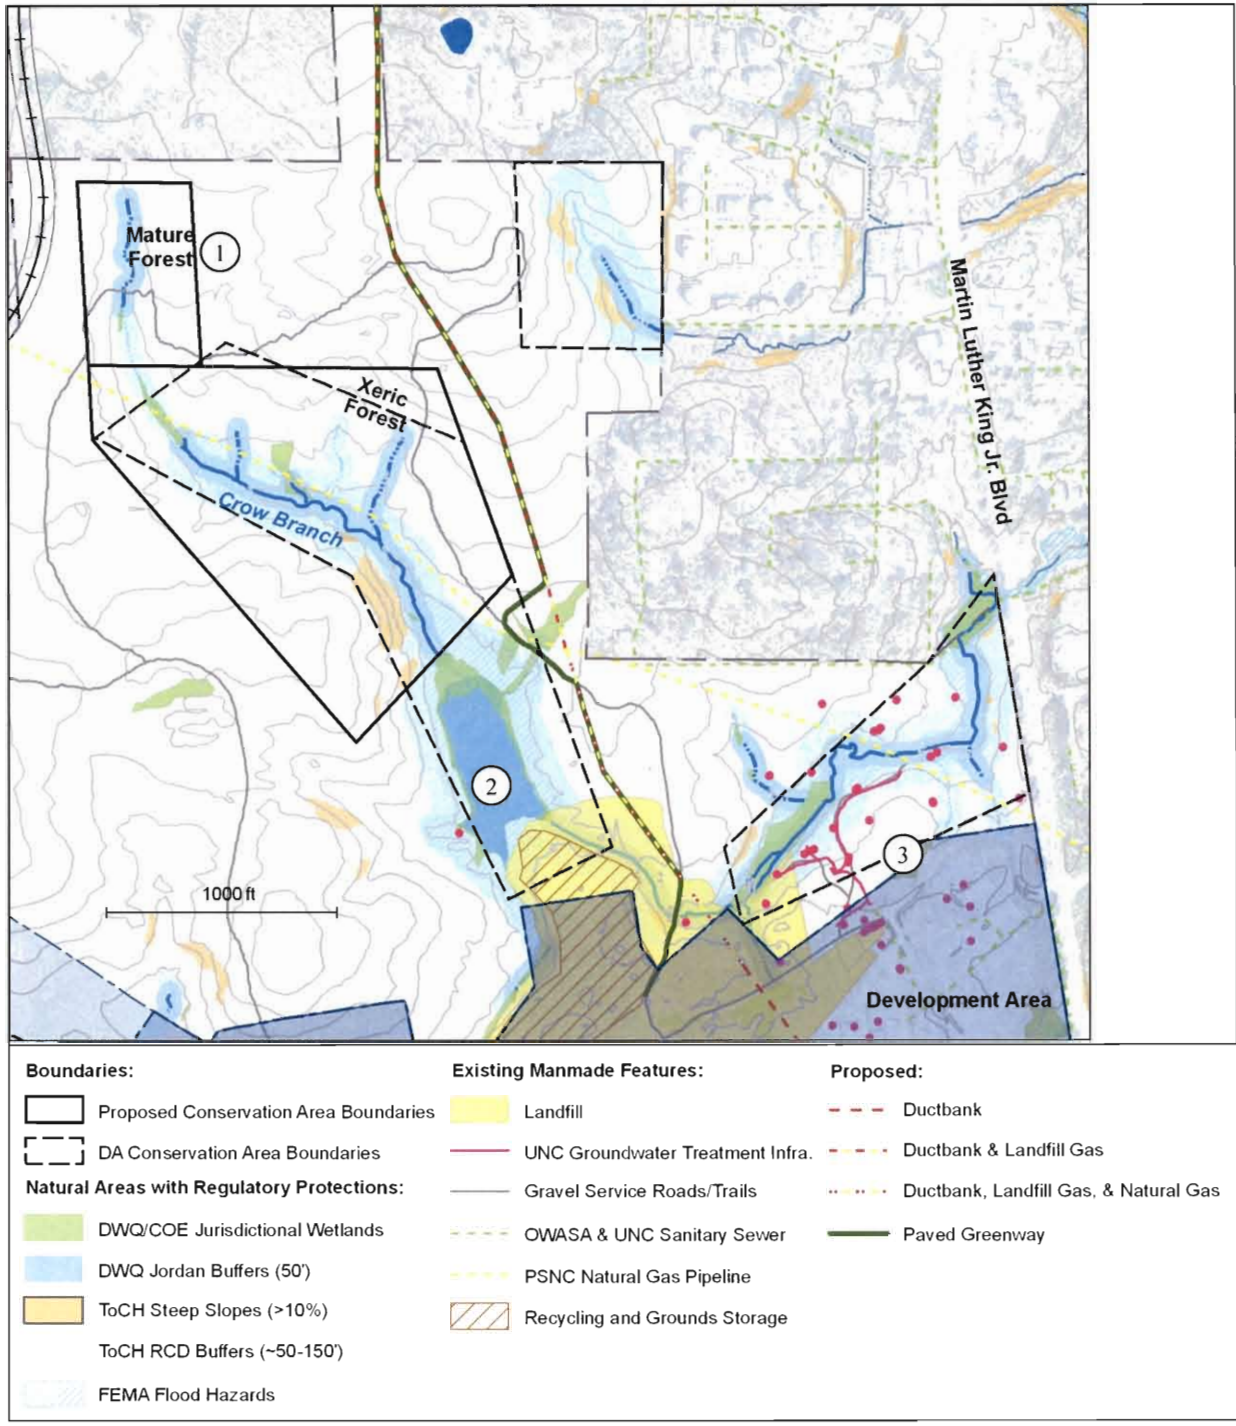 Mature
Forest
1
Xeric
Forest
Crow Branch
Martin Luther King Jr. Blvd
2
3
1000 ft
Development Area
Boundaries:
Proposed Conservation Area Boundaries
DA Conservation Area Boundaries
Natural Areas with Regulatory Protections:
DWQ/COE Jurisdictional Wetlands
DWQ Jordan Buffers (50')
ToCH Steep Slopes (>10%)
ToCH RCD Buffers (~50-150')
FEMA Flood Hazards
Existing Manmade Features:
Landfill
UNC Groundwater Treatment Infra.
Gravel Service Roads/Trails
OWASA & UNC Sanitary Sewer
PSNC Natural Gas Pipeline
Recycling and Grounds Storage
Proposed:
Ductbank
Ductbank & Landfill Gas
Ductbank, Landfill Gas, & Natural Gas
Paved Greenway